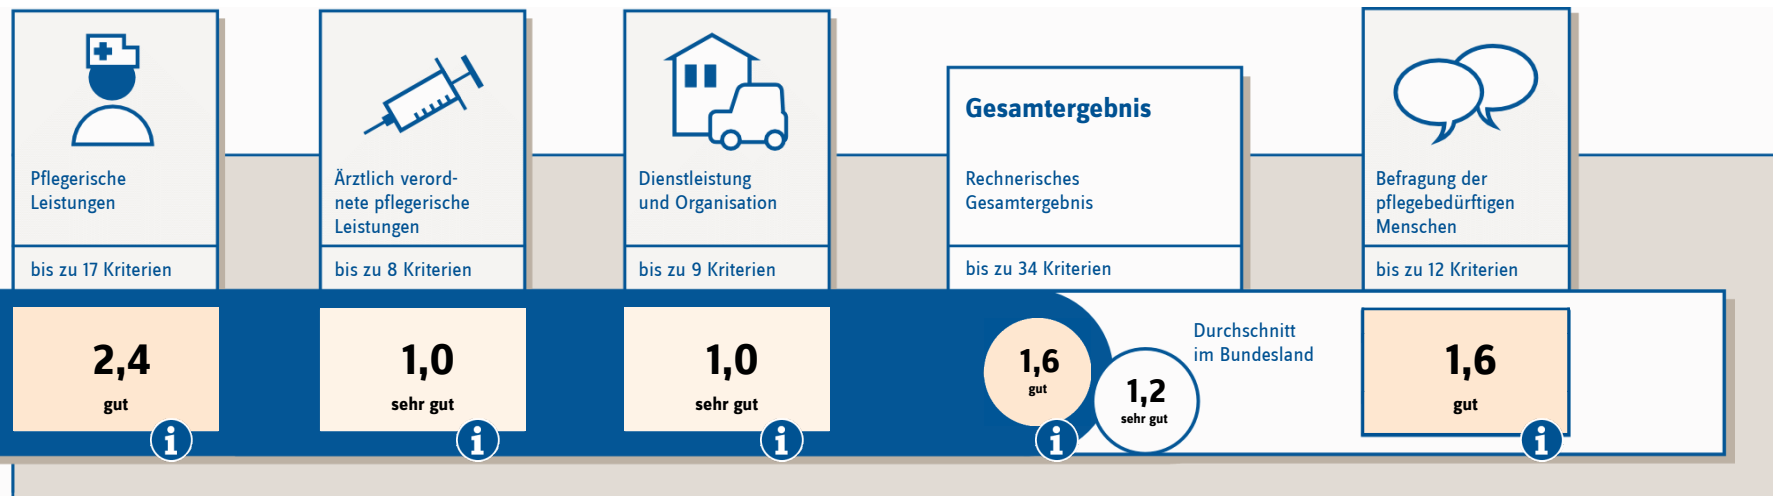 Pflegerische
Leistungen
bis zu 17 Kriterien
2,4
gut
i
Ärztlich verord-
nete pflegerische
Leistungen
bis zu 8 Kriterien
1,0
sehr gut
i
Dienstleistung
und Organisation
bis zu 9 Kriterien
1,0
sehr gut
i
Gesamtergebnis
Rechnerisches
Gesamtergebnis
bis zu 34 Kriterien
1,6
gut
i
1,2
sehr gut
Durchschnitt
im Bundesland
Befragung der
pflegebedürftigen
Menschen
bis zu 12 Kriterien
1,6
gut
i